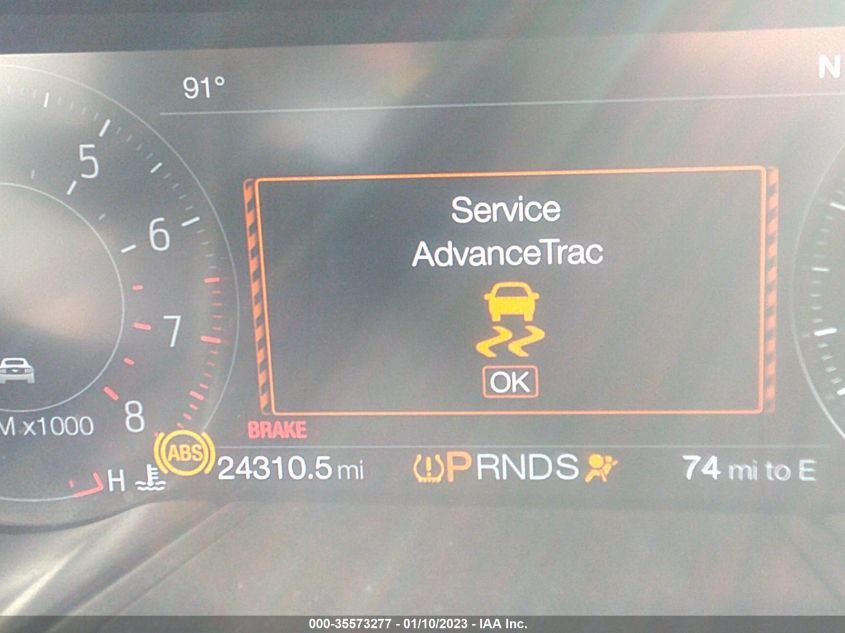 91°
N
5
6
7
8
M x1000
Service
AdvanceTrac
OK
BRAKE
ABS
H
24310.5 mi
PRNDS
74 mi to E
000-35573277 - 01/10/2023 - IAA Inc.